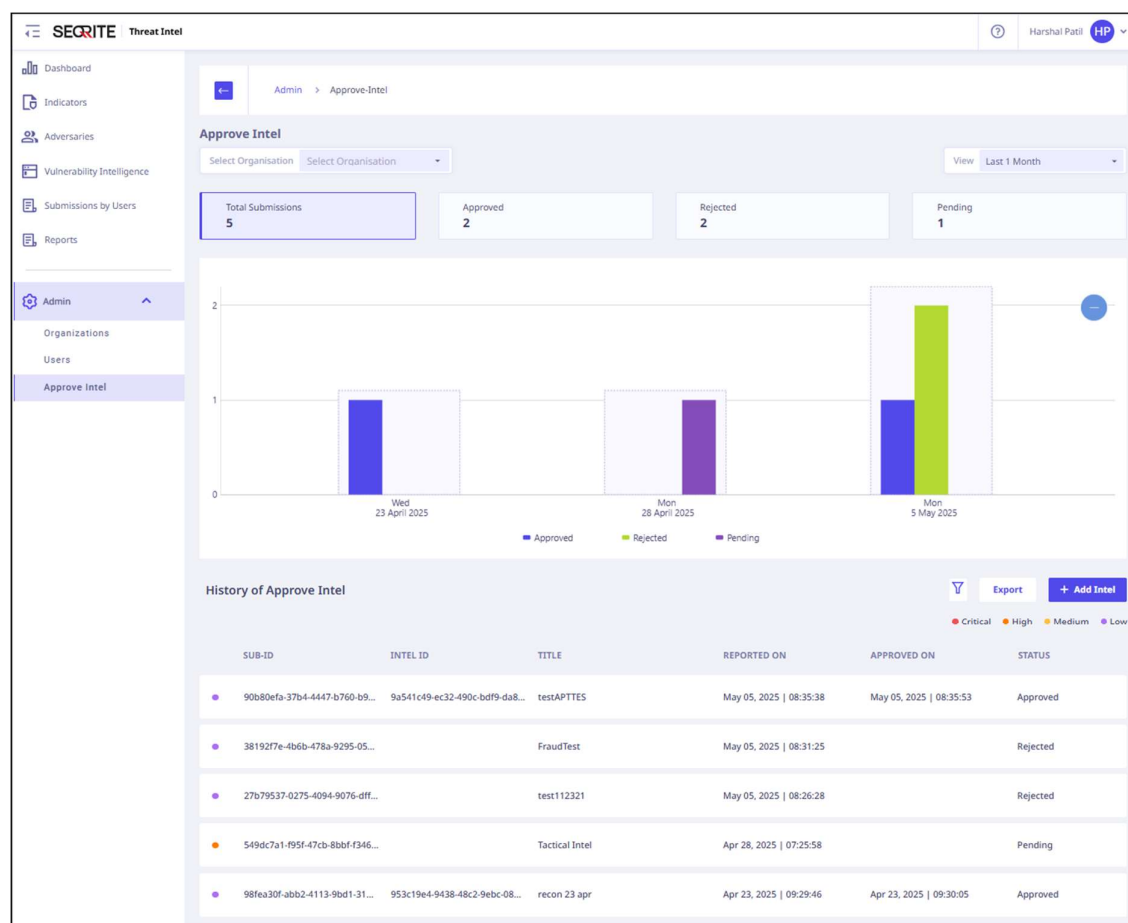 SEQRITE Threat Intel
Harshal Patil HP
Dashboard
Indicators
Adversaries
Vulnerability Intelligence
Submissions by Users
Reports
Admin
Organizations
Users
Approve Intel
Admin > Approve-Intel
Approve Intel
Select Organisation Select Organisation View Last 1 Month
Total Submissions Approved Rejected Pending
5 2 2 1
2
1
0
Wed Mon Mon
23 April 2025 28 April 2025 5 May 2025
Approved Rejected Pending
History of Approve Intel Export + Add Intel
Critical High Medium Low
SUB-ID INTEL ID TITLE REPORTED ON APPROVED ON STATUS
90b80efa-37b4-4447-b760-b9... 9a541c49-ec32-490c-bdf9-da8... testAPTTES May 05, 2025 | 08:35:38 May 05, 2025 | 08:35:53 Approved
38192f7e-4b6b-478a-9295-05... FraudTest May 05, 2025 | 08:31:25 Rejected
27b79537-0275-4094-9076-dff... test112321 May 05, 2025 | 08:26:28 Rejected
549dc7a1-f95f-47cb-8bbf-f346... Tactical Intel Apr 28, 2025 | 07:25:58 Pending
98fea30f-abb2-4113-9bd1-31... 953c19e4-9438-48c2-9ebc-08... recon 23 apr Apr 23, 2025 | 09:29:46 Apr 23, 2025 | 09:30:05 Approved